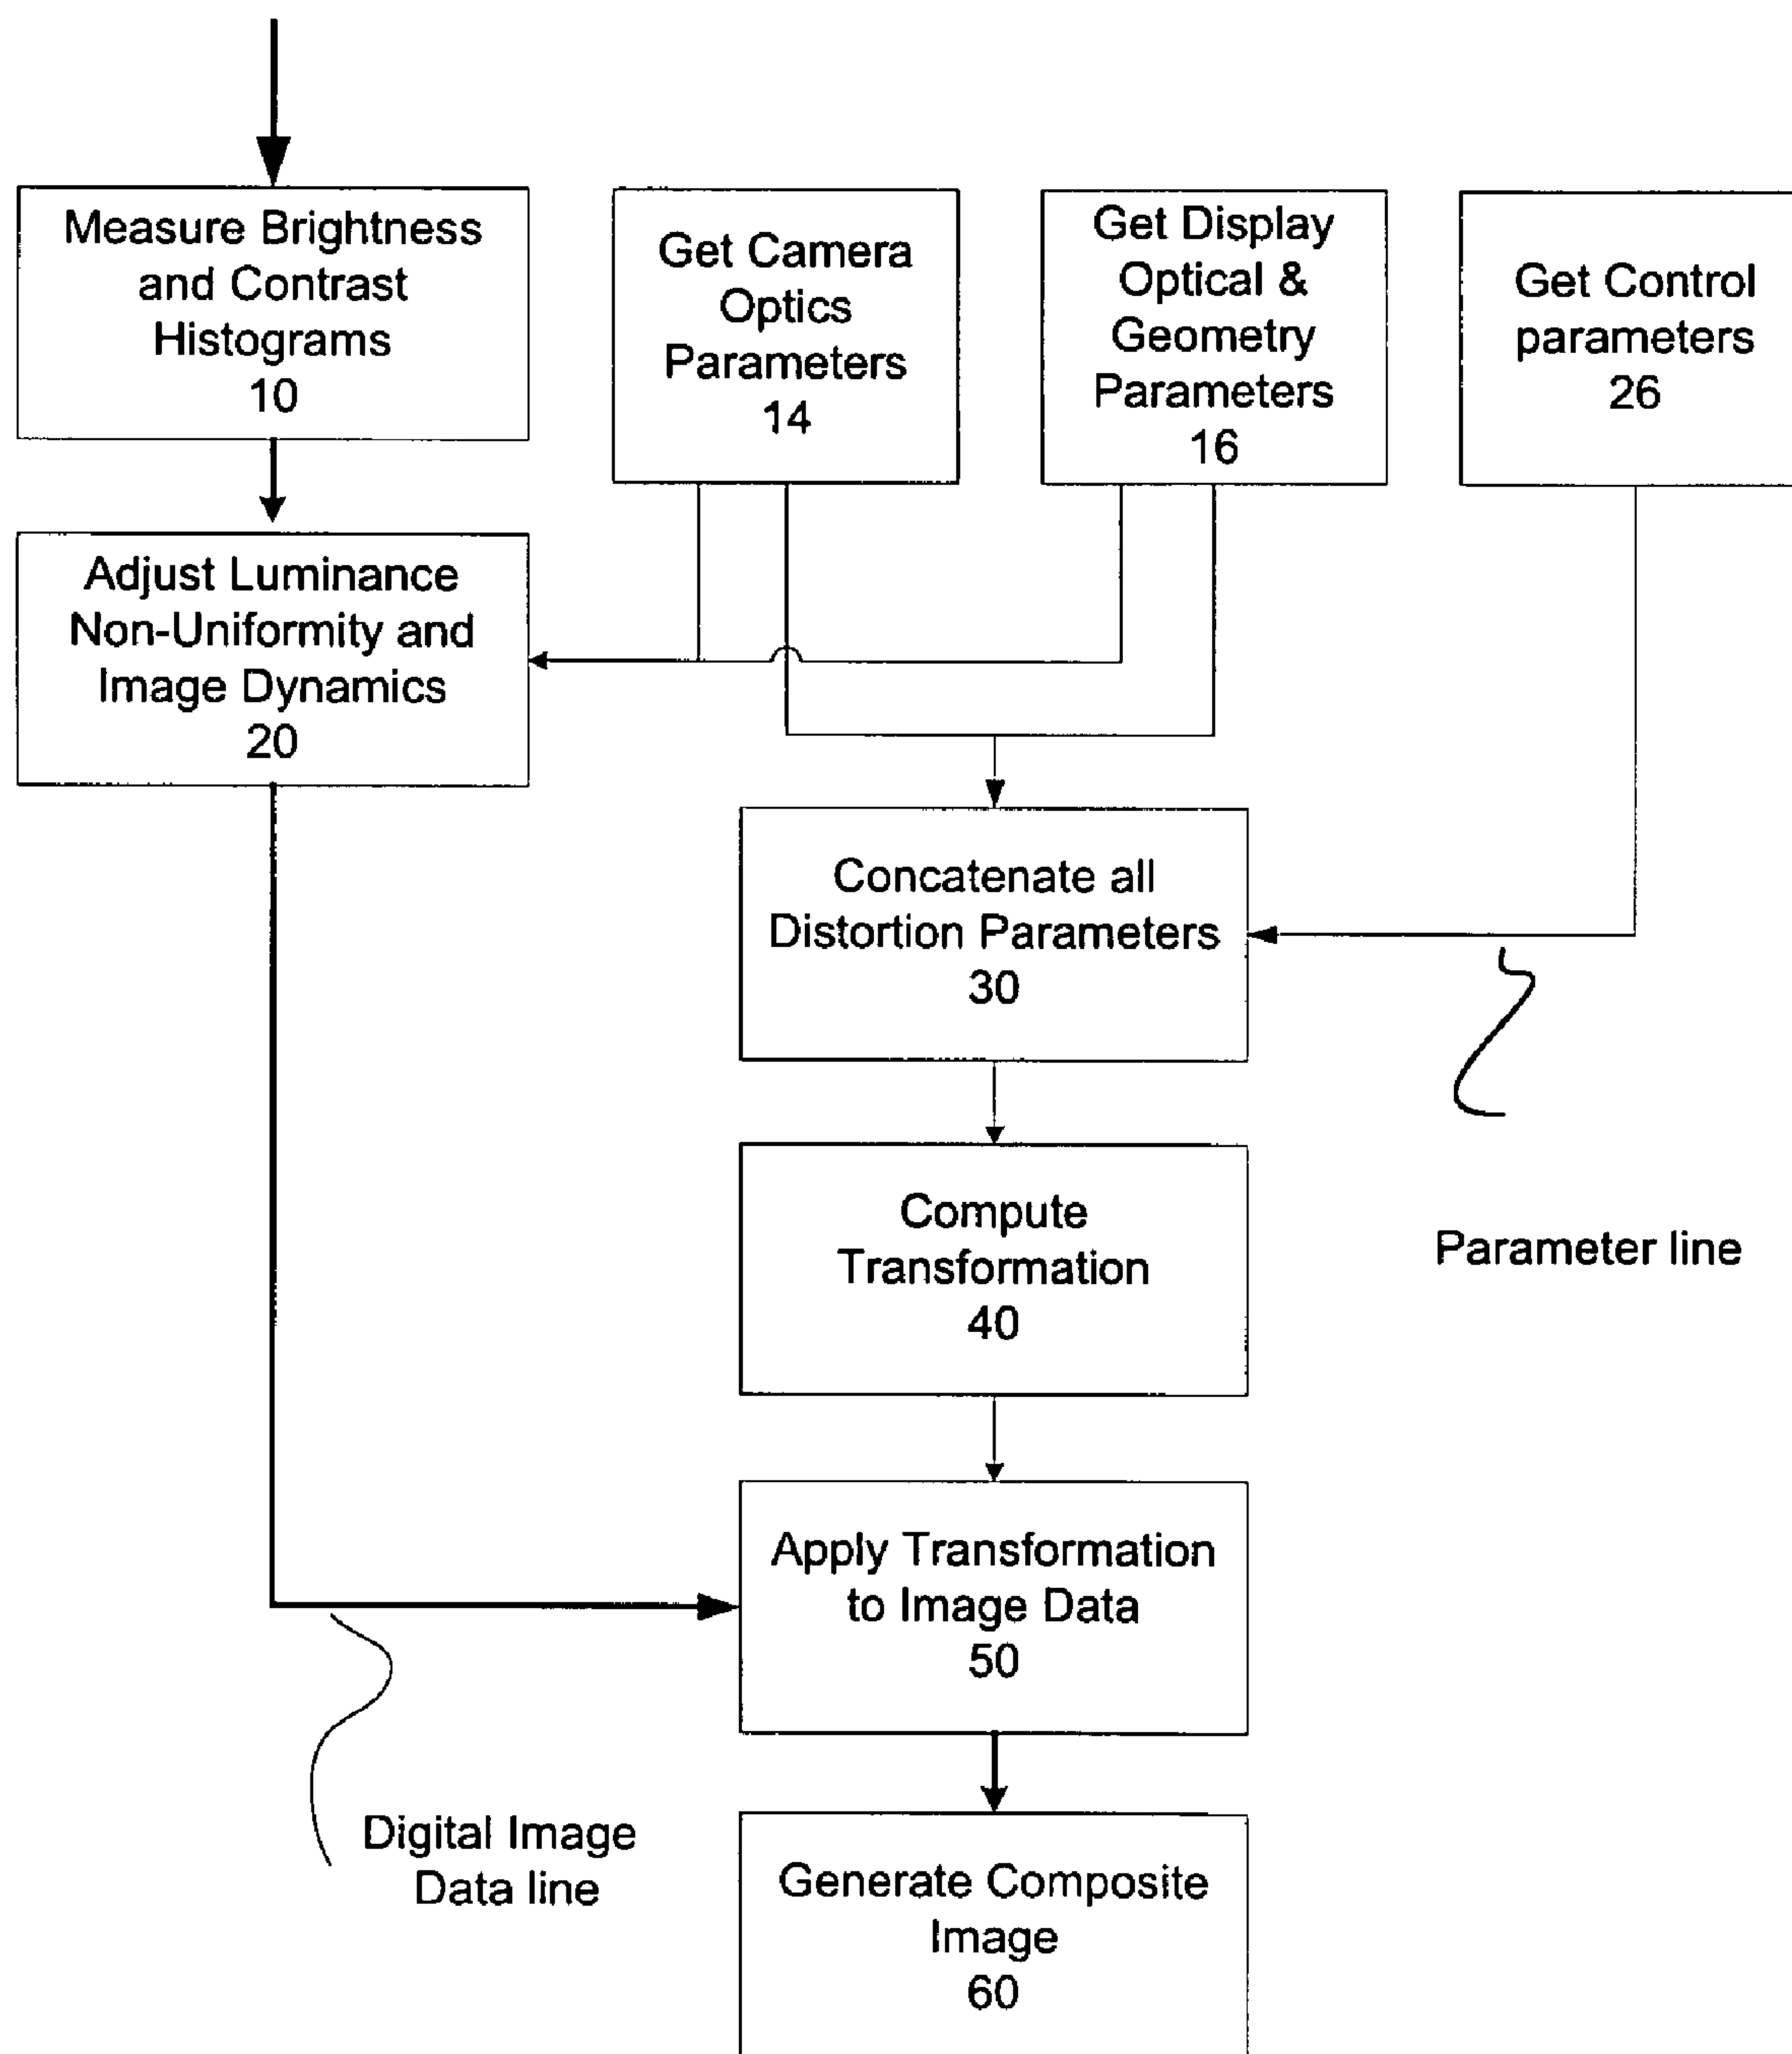 Measure Brightness
and Contrast
Histograms
10
Get Camera
Optics
Parameters
14
Get Display
Optical &
Geometry
Parameters
16
Get Control
parameters
26
Adjust Luminance
Non-Uniformity and
Image Dynamics
20
Concatenate all
Distortion Parameters
30
Compute
Transformation
40
Parameter line
Apply Transformation
to Image Data
50
Digital Image
Data line
Generate Composite
Image
60